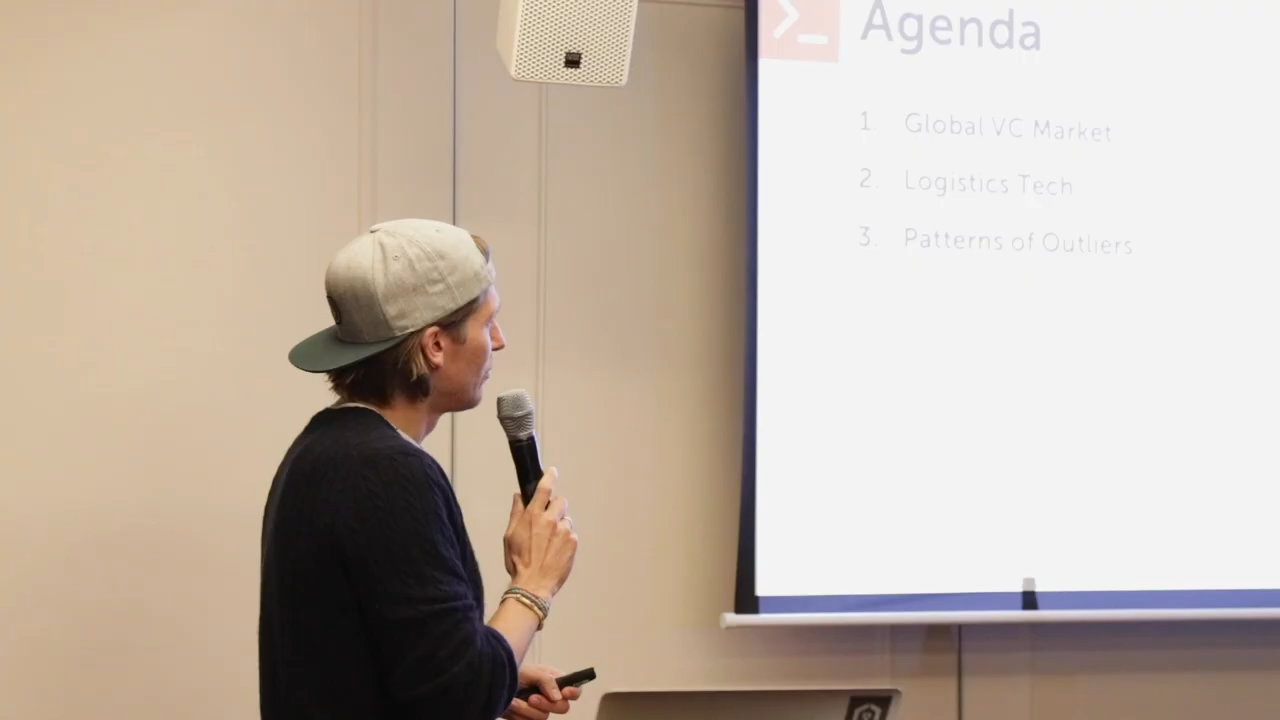 Agenda
1. Global VC Market
2. Logistics Tech
3. Patterns of Outliers